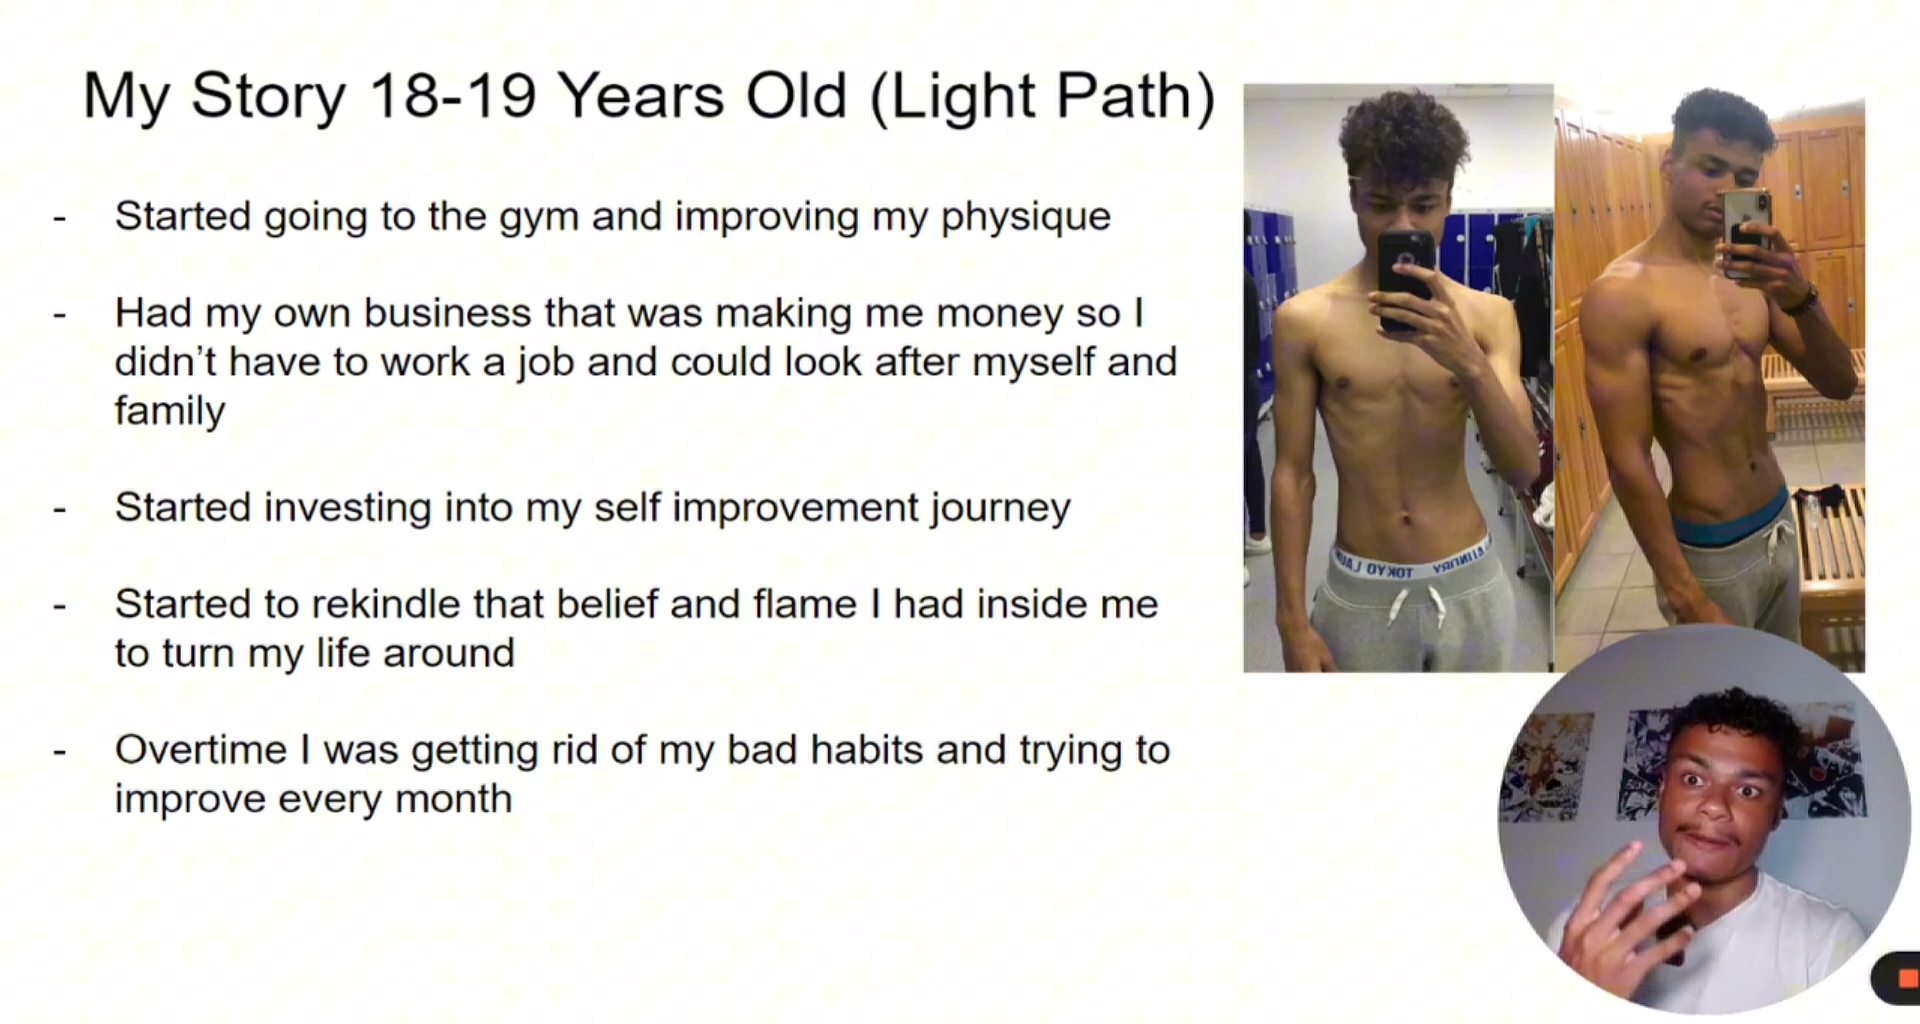 My Story 18-19 Years Old (Light Path)
- Started going to the gym and improving my physique
- Had my own business that was making me money so I
didn't have to work a job and could look after myself and
family
- Started investing into my self improvement journey
- Started to rekindle that belief and flame I had inside me
to turn my life around
- Overtime I was getting rid of my bad habits and trying to
improve every month
TOKYO LAUNDRY